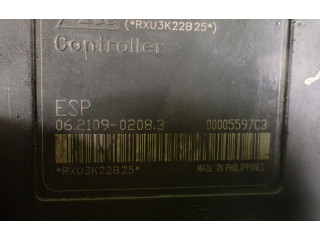 (*RXU3K22B25*)
Controller
ESP
06.2109-0208.3 00005597C3
*RXU3K22B25* MADE IN PHILIPPINES